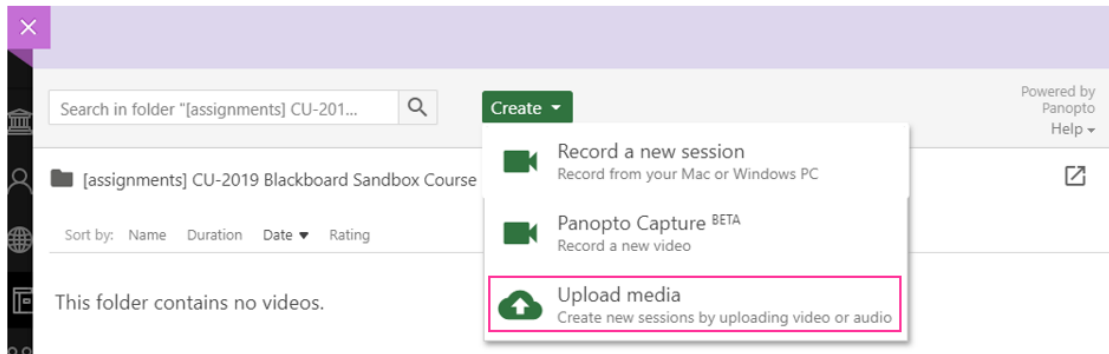 Search in folder "[assignments] CU-201...
Create
Powered by
Panopto
Help
Record a new session
Record from your Mac or Windows PC
[assignments] CU-2019 Blackboard Sandbox Course
Panopto Capture BETA
Record a new video
Sort by: Name Duration Date Rating
Upload media
Create new sessions by uploading video or audio
This folder contains no videos.